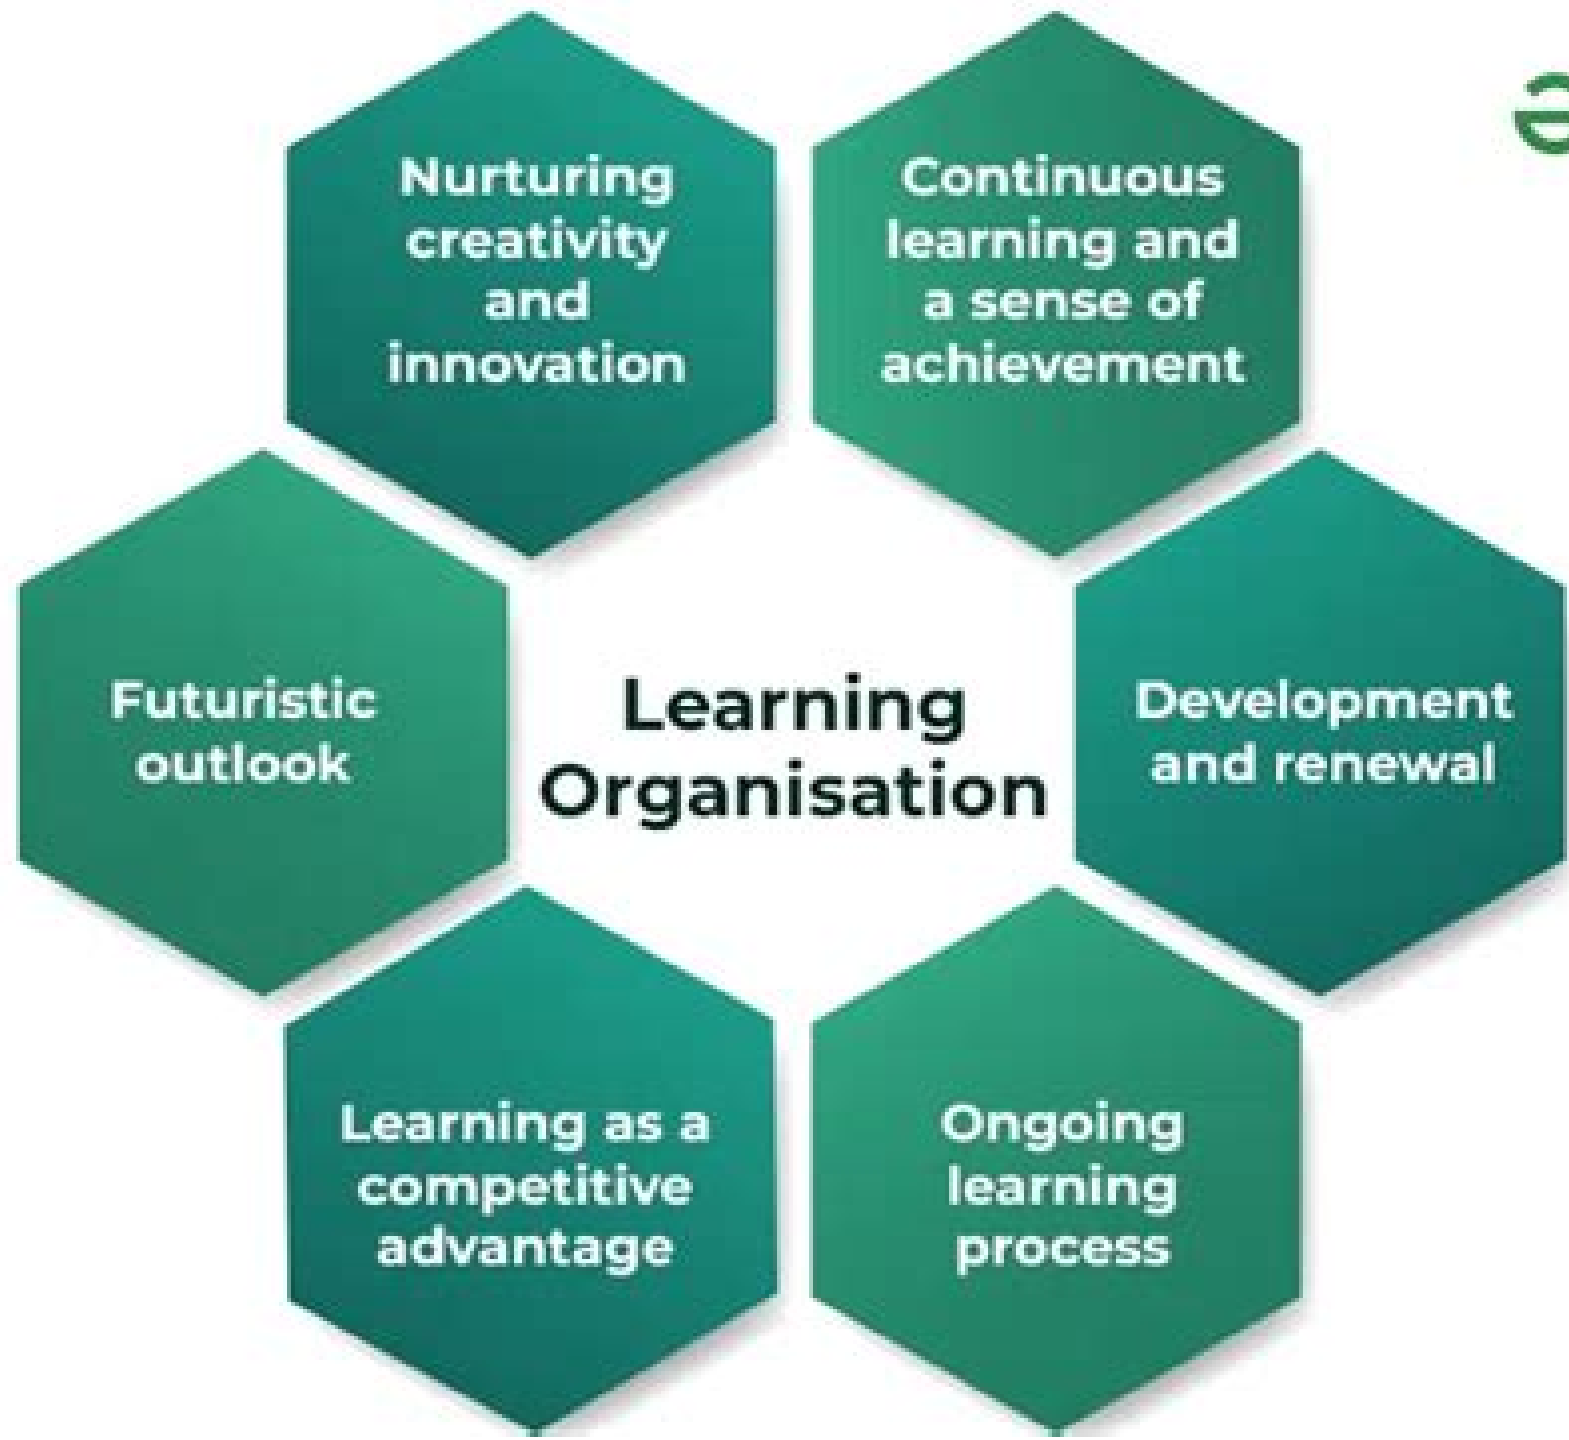 Nurturing
creativity
and
innovation
Continuous
learning and
a sense of
achievement
Futuristic
outlook
Learning
Organisation
Development
and renewal
Learning as a
competitive
advantage
Ongoing
learning
process